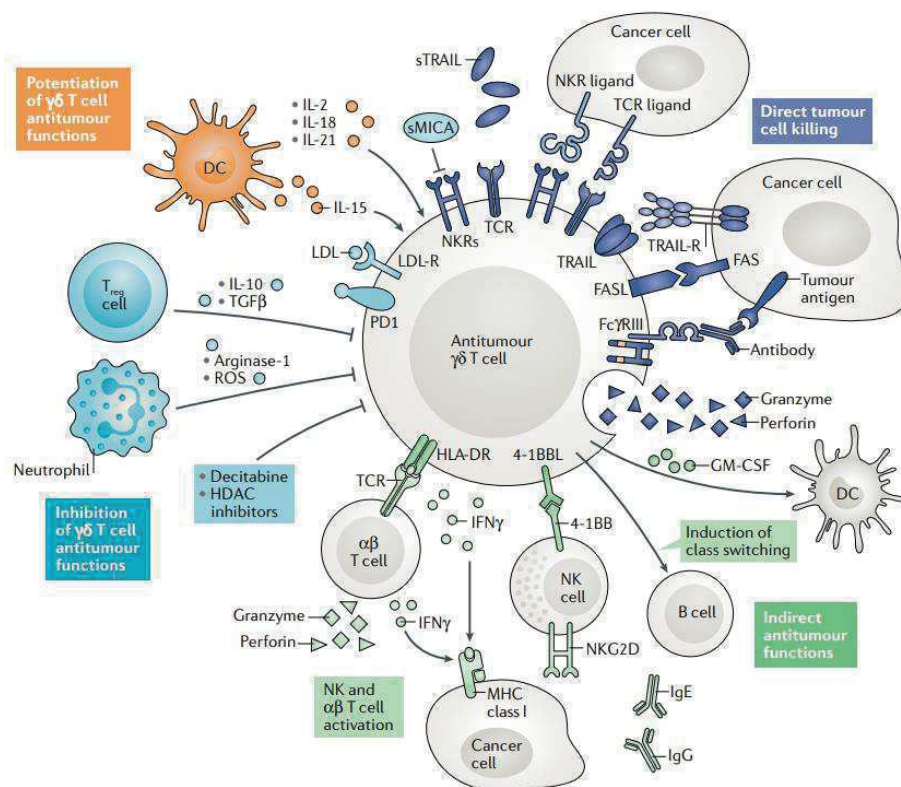 Potentiation
of γδ T cell
antitumour
functions
DC
• IL-2
• IL-18
• IL-21
IL-15
sTRAIL
sMICA
Cancer cell
NKR ligand
TCR ligand
Direct tumour
cell killing
Cancer cell
NKRs
TCR
TRAIL
TRAIL-R
FASL
FAS
Tumour
antigen
FcγRIII
Antibody
LDL
LDL-R
PD1
Treg
cell
• IL-10
• TGFβ
• Arginase-1
• ROS
Neutrophil
Inhibition
of γδ T cell
antitumour
functions
• Decitabine
• HDAC
inhibitors
Antitumour
γδ T cell
Granzyme
Perforin
GM-CSF
DC
HLA-DR
TCR
4-1BBL
4-1BB
IFNγ
αβ
T cell
NK
cell
Induction of
class switching
B cell
Indirect
antitumour
functions
Granzyme
Perforin
IFNγ
NKG2D
NK and
αβ T cell
activation
MHC
class I
Cancer
cell
IgE
IgG